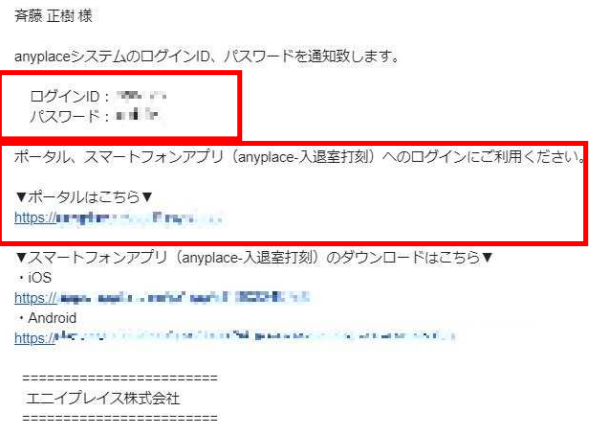 斉藤 正樹 様
anyplaceシステムのログインID、パスワードを通知致します。
ログインID：
パスワード：
ポータル、スマートフォンアプリ（anyplace-入退室打刻）へのログインにご利用ください。
▼ポータルはこちら▼
https://
▼スマートフォンアプリ（anyplace-入退室打刻）のダウンロードはこちら▼
・iOS
https://
・Android
https://
========================
エニイプレイス株式会社
========================